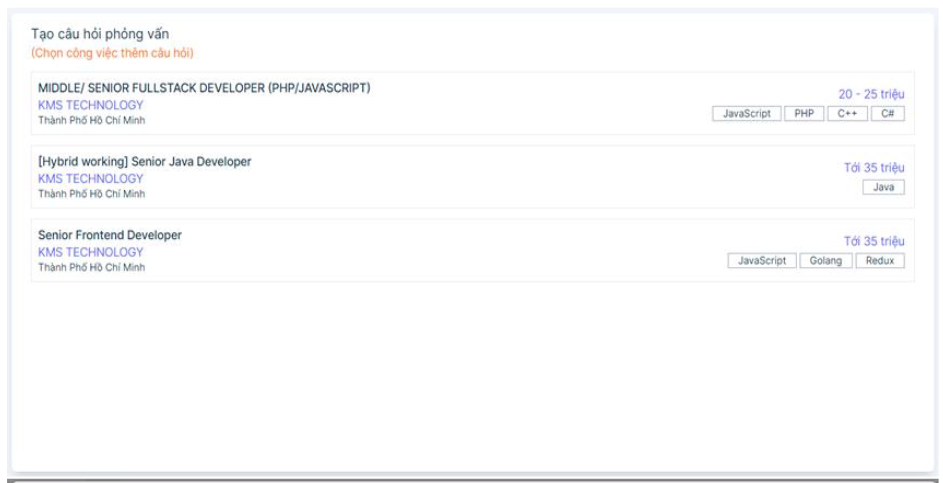 Tạo câu hỏi phỏng vấn
(Chọn công việc thêm câu hỏi)
MIDDLE/ SENIOR FULLSTACK DEVELOPER (PHP/JAVASCRIPT)
KMS TECHNOLOGY
Thành Phố Hồ Chí Minh
20 - 25 triệu
JavaScript PHP C++ C#
[Hybrid working] Senior Java Developer
KMS TECHNOLOGY
Thành Phố Hồ Chí Minh
Tới 35 triệu
Java
Senior Frontend Developer
KMS TECHNOLOGY
Thành Phố Hồ Chí Minh
Tới 35 triệu
JavaScript Golang Redux